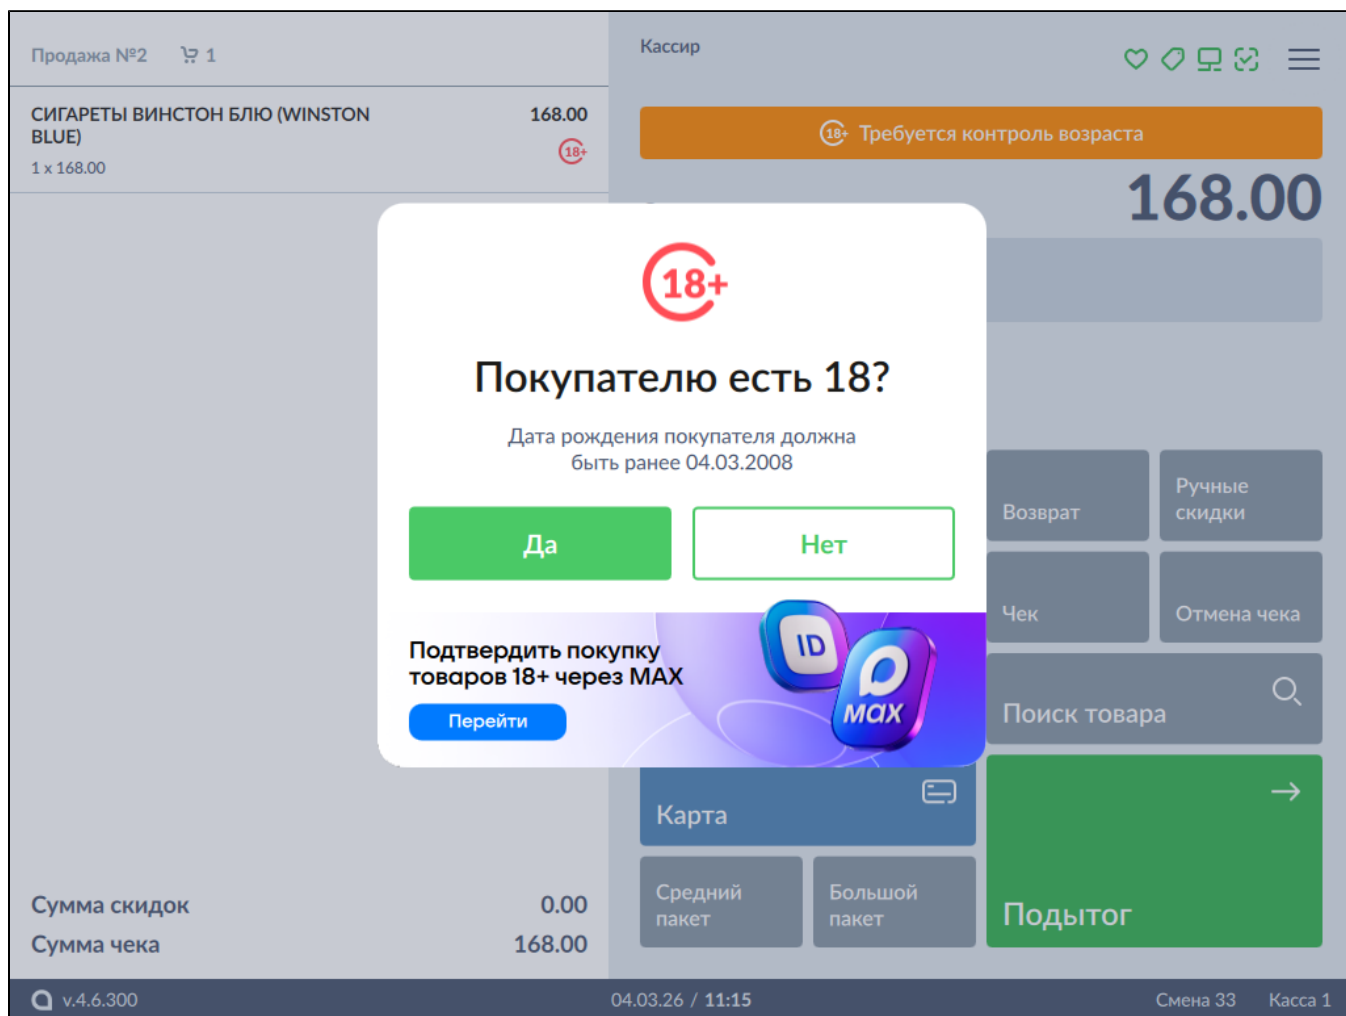 Продажа №2 1
СИГАРЕТЫ ВИНСТОН БЛЮ (WINSTON 168.00
BLUE)
18+
1 x 168.00
Сумма скидок 0.00
Сумма чека 168.00
Кассир
18+ Требуется контроль возраста
168.00
18+
Покупателю есть 18?
Дата рождения покупателя должна
быть ранее 04.03.2008
Да Нет
Подтвердить покупку
товаров 18+ через MAX
Перейти
ID
MAX
Возврат
Ручные
скидки
Чек
Отмена чека
Поиск товара
Карта
Средний
пакет
Большой
пакет
Подытог
v.4.6.300 04.03.26 / 11:15 Смена 33 Касса 1